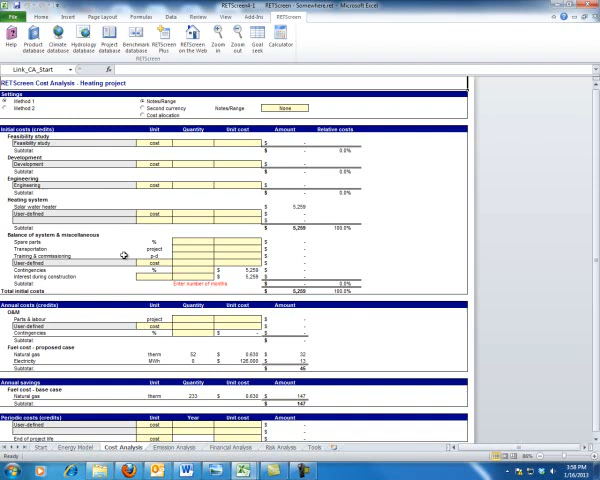 RETScreen4-1 RETScreen - Somewhere.ret - Microsoft Excel
File Home Insert Page Layout Formulas Data Review View Add-Ins RETScreen
Help Product database Climate database Hydrology database Project database Benchmark database RETScreen Plus RETScreen on the Web Zoom in Zoom out Goal seek Calculator
RETScreen
Link_CA_Start fx
RETScreen Cost Analysis - Heating project
Settings
Method 1 Notes/Range
Method 2 Second currency Notes/Range None
Cost allocation
Initial costs (credits) Unit Quantity Unit cost Amount Relative costs
Feasibility study
Feasibility study cost $ -
Subtotal: $ - 0.0%
Development
Development cost $ -
Subtotal: $ - 0.0%
Engineering
Engineering cost $ -
Subtotal: $ - 0.0%
Heating system
Solar water heater $ 5,259
User-defined cost $ -
$ -
Subtotal: $ 5,259 100.0%
Balance of system & miscellaneous
Spare parts % $ -
Transportation project $ -
Training & commissioning p-d $ -
User-defined cost $ -
Contingencies % $ 5,259 $ -
Interest during construction $ 5,259 $ -
Subtotal: Enter number of months $ - 0.0%
Total initial costs $ 5,259 100.0%
Annual costs (credits) Unit Quantity Unit cost Amount
O&M
Parts & labour project $ -
User-defined cost $ -
Contingencies % $ - $ -
Subtotal: $ -
Fuel cost - proposed case
Natural gas therm 52 $ 0.630 $ 32
Electricity MWh 0 $ 126.000 $ 13
Subtotal: $ 45
Annual savings Unit Quantity Unit cost Amount
Fuel cost - base case
Natural gas therm 233 $ 0.630 $ 147
Subtotal: $ 147
Periodic costs (credits) Unit Year Unit cost Amount
User-defined cost $ -
$ -
End of project life cost $ -
Start Energy Model Cost Analysis Emission Analysis Financial Analysis Risk Analysis Tools
Ready 86%
3:58 PM
1/16/2013